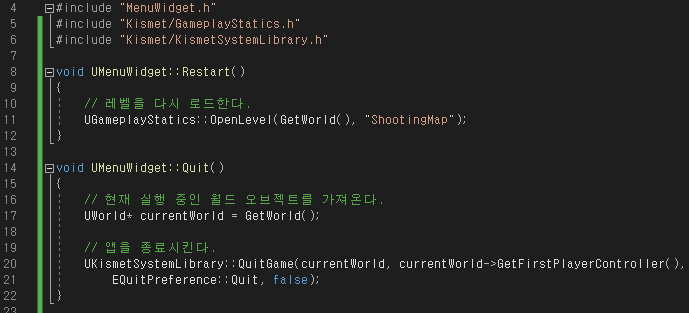 4 #include "MenuWidget.h"
5 #include "Kismet/GameplayStatics.h"
6 #include "Kismet/KismetSystemLibrary.h"
7
8 void UMenuWidget::Restart()
9 {
10 // 레벨을 다시 로드한다.
11 UGameplayStatics::OpenLevel(GetWorld(), "ShootingMap");
12 }
13
14 void UMenuWidget::Quit()
15 {
16 // 현재 실행 중인 월드 오브젝트를 가져온다.
17 UWorld* currentWorld = GetWorld();
18
19 // 앱을 종료시킨다.
20 UKismetSystemLibrary::QuitGame(currentWorld, currentWorld->GetFirstPlayerController(),
21 EQuitPreference::Quit, false);
22 }
23